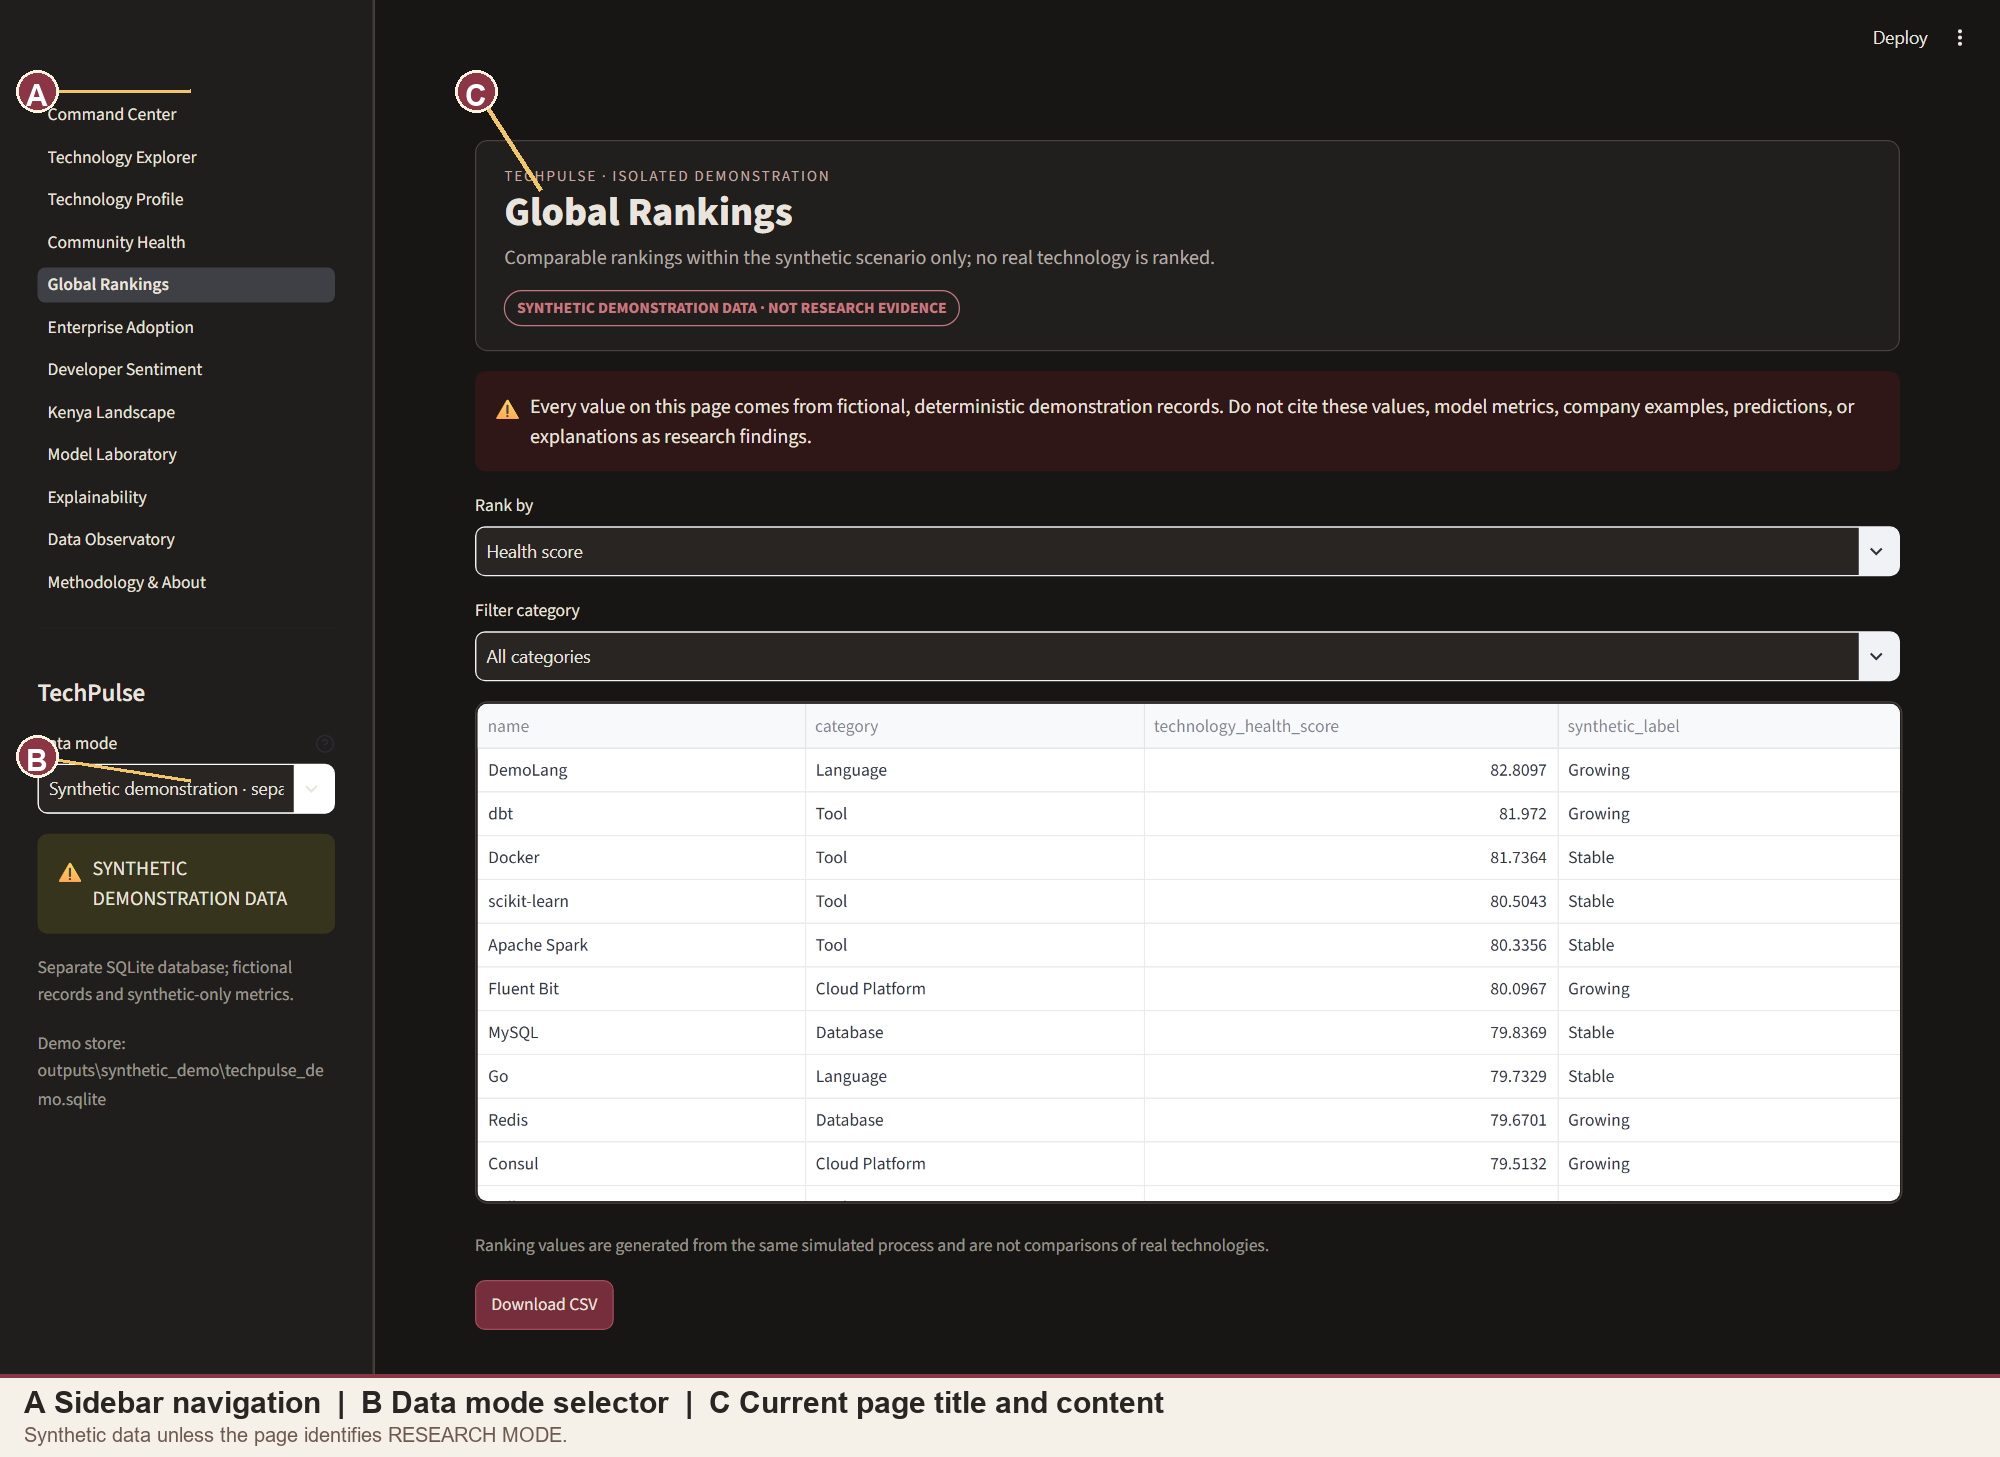 Deploy
A
Command Center
Technology Explorer
Technology Profile
Community Health
Global Rankings
Enterprise Adoption
Developer Sentiment
Kenya Landscape
Model Laboratory
Explainability
Data Observatory
Methodology & About
TechPulse
B
mode
Synthetic demonstration ·
SYNTHETIC
DEMONSTRATION DATA
Separate SQLite database; fictional
records and synthetic-only metrics.
Demo store:
outputs\synthetic_demo\techpulse_de
mo.sqlite
C
TECHPULSE · ISOLATED DEMONSTRATION
Global Rankings
Comparable rankings within the synthetic scenario only; no real technology is ranked.
SYNTHETIC DEMONSTRATION DATA · NOT RESEARCH EVIDENCE
Every value on this page comes from fictional, deterministic demonstration records. Do not cite these values, model metrics, company examples, predictions, or
explanations as research findings.
Rank by
Health score
Filter category
All categories
name category technology_health_score synthetic_label
DemoLang Language 82.8097 Growing
dbt Tool 81.972 Growing
Docker Tool 81.7364 Stable
scikit-learn Tool 80.5043 Stable
Apache Spark Tool 80.3356 Stable
Fluent Bit Cloud Platform 80.0967 Growing
MySQL Database 79.8369 Stable
Go Language 79.7329 Stable
Redis Database 79.6701 Growing
Consul Cloud Platform 79.5132 Growing
Ranking values are generated from the same simulated process and are not comparisons of real technologies.
Download CSV
A Sidebar navigation | B Data mode selector | C Current page title and content
Synthetic data unless the page identifies RESEARCH MODE.